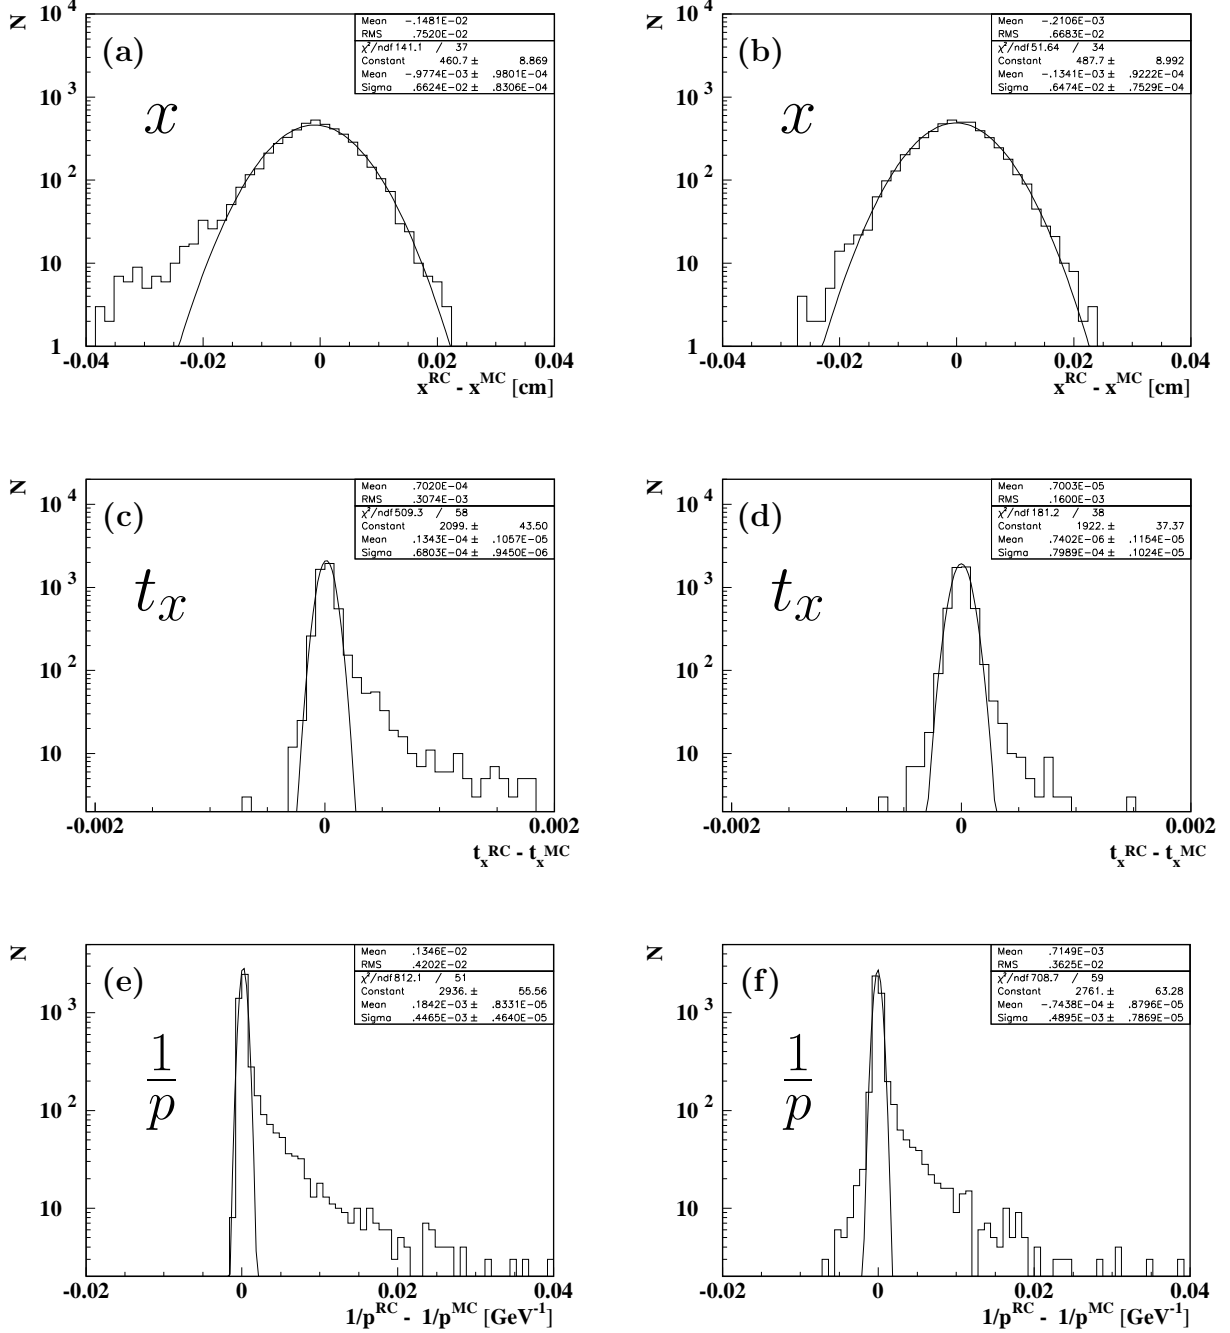 N
10^4
10^3
10^2
10
1
(a)
x
Mean -.1481E-02
RMS .7520E-02
χ²/ndf 141.1 / 37
Constant 460.7 ± 8.869
Mean -.9774E-03 ± .9801E-04
Sigma .6624E-02 ± .8306E-04
-0.04 -0.02 0 0.02 0.04
x^RC - x^MC [cm]
N
10^4
10^3
10^2
10
1
(b)
x
Mean -.2106E-03
RMS .6683E-02
χ²/ndf 51.64 / 34
Constant 487.7 ± 8.992
Mean -.1341E-03 ± .9222E-04
Sigma .6474E-02 ± .7529E-04
-0.04 -0.02 0 0.02 0.04
x^RC - x^MC [cm]
N
10^4
10^3
10^2
10
(c)
t_x
Mean .7020E-04
RMS .3074E-03
χ²/ndf 509.3 / 58
Constant 2099. ± 43.50
Mean .1343E-04 ± .1057E-05
Sigma .6803E-04 ± .9450E-06
-0.002 0 0.002
t_x^RC - t_x^MC
N
10^4
10^3
10^2
10
(d)
t_x
Mean .7003E-05
RMS .1600E-03
χ²/ndf 181.2 / 38
Constant 1922. ± 37.37
Mean .7402E-06 ± .1154E-05
Sigma .7989E-04 ± .1024E-05
-0.002 0 0.002
t_x^RC - t_x^MC
N
10^3
10^2
10
(e)
1
p
Mean .1346E-02
RMS .4202E-02
χ²/ndf 812.1 / 51
Constant 2936. ± 55.56
Mean .1842E-03 ± .8331E-05
Sigma .4465E-03 ± .4640E-05
-0.02 0 0.02 0.04
1/p^RC - 1/p^MC [GeV^-1]
N
10^3
10^2
10
(f)
1
p
Mean .7149E-03
RMS .3625E-02
χ²/ndf 708.7 / 59
Constant 2761. ± 63.28
Mean -.7438E-04 ± .8796E-05
Sigma .4895E-03 ± .7869E-05
-0.02 0 0.02 0.04
1/p^RC - 1/p^MC [GeV^-1]